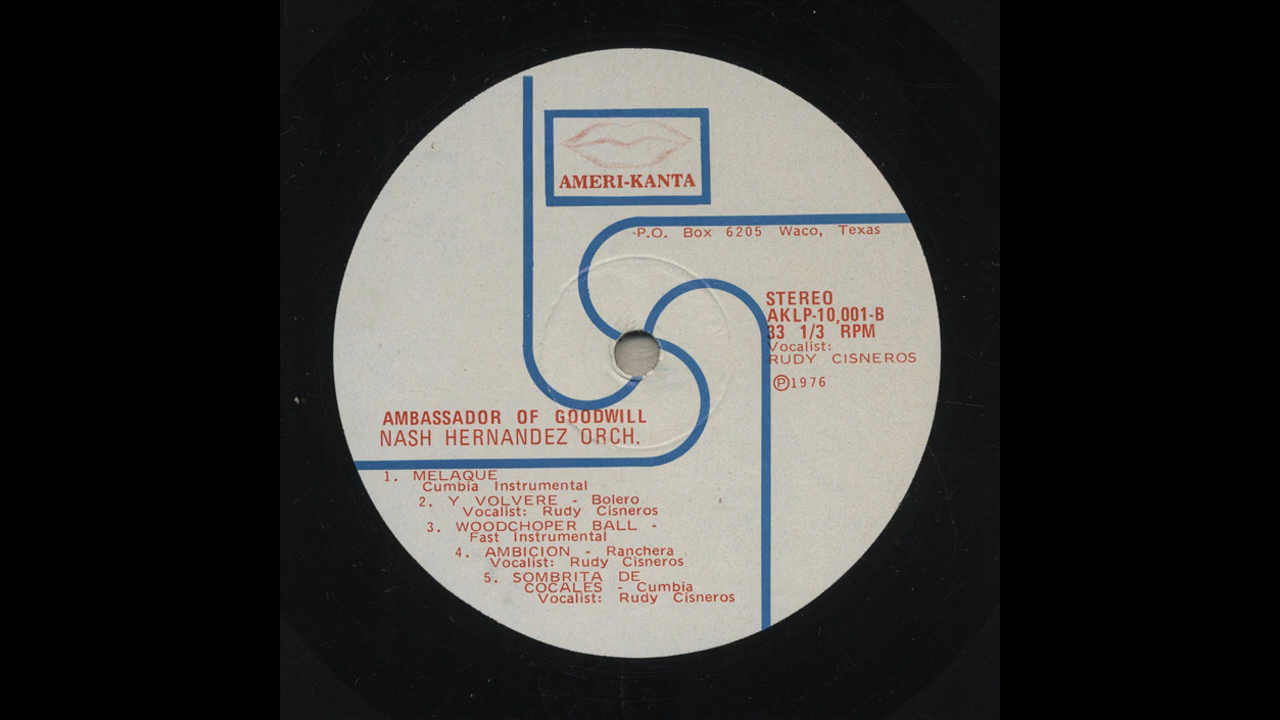 AMERI-KANTA
P.O. Box 6205 Waco, Texas
STEREO
AKLP-10,001-B
33 1/3 RPM
Vocalist:
RUDY CISNEROS
Ⓟ1976
AMBASSADOR OF GOODWILL
NASH HERNANDEZ ORCH.
1. MELAQUE
Cumbia Instrumental
2. Y VOLVERE - Bolero
Vocalist: Rudy Cisneros
3. WOODCHOPER BALL -
Fast Instrumental
4. AMBICION - Ranchera
Vocalist: Rudy Cisneros
5. SOMBRITA DE
COCALES - Cumbia
Vocalist: Rudy Cisneros